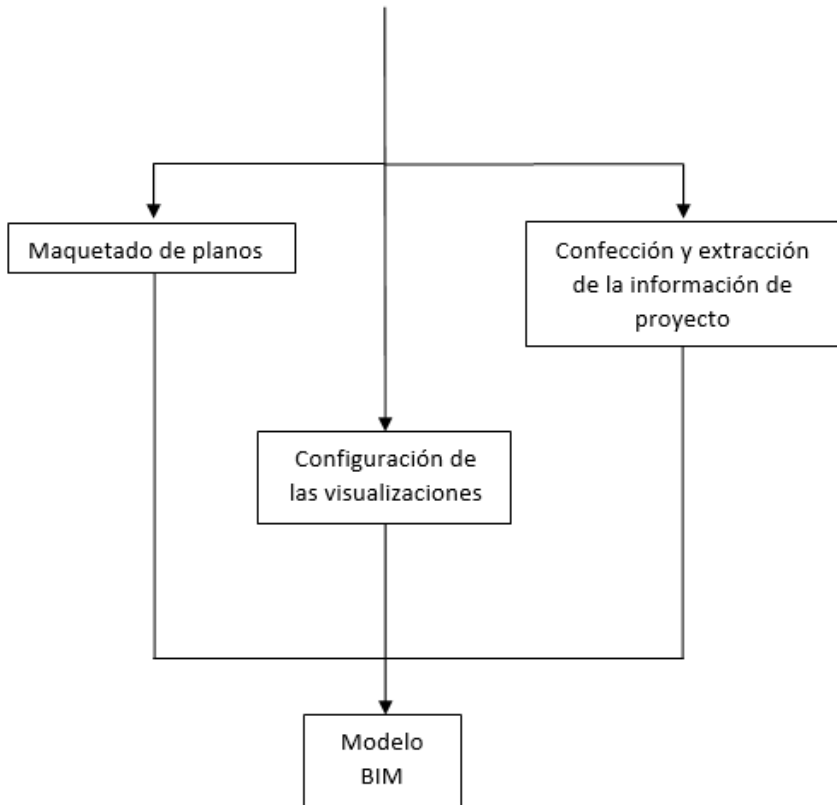 Maquetado de planos
Confección y extracción
de la información de
proyecto
Configuración de
las visualizaciones
Modelo
BIM